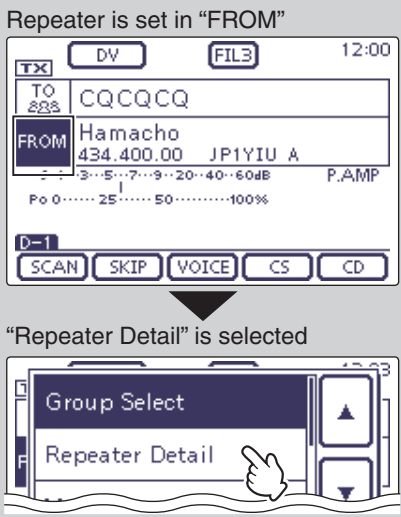 Repeater is set in “FROM”
DV FIL3 12:00
TX
TO CQCQCQ
FROM Hamacho
434.400.00 JP1YIU A
3 5 7 9 20 40 60dB P.AMP
Po 0 25 50 100%
D-1
SCAN SKIP VOICE CS CD
“Repeater Detail” is selected
Group Select
Repeater Detail